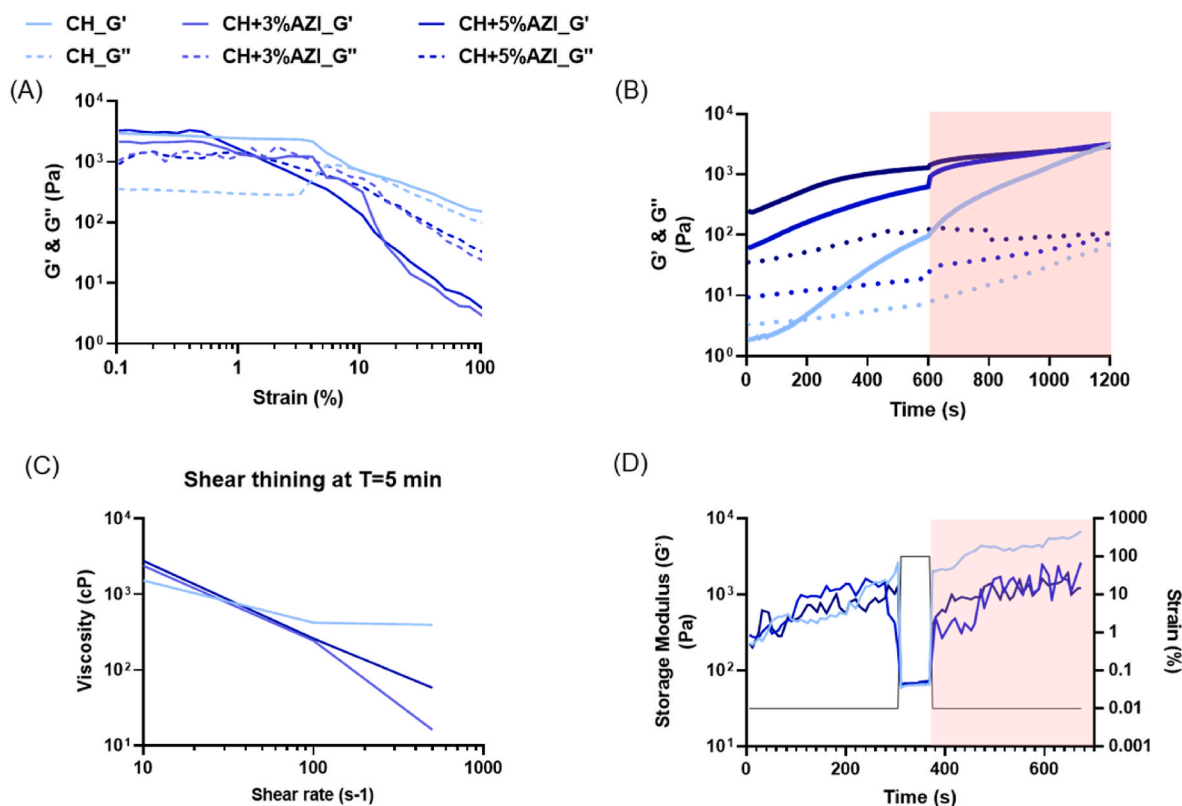 CH_G' CH+3%AZI_G' CH+5%AZI_G'
CH_G" CH+3%AZI_G" CH+5%AZI_G"
(A)
G' & G" (Pa)
10⁴
10³
10²
10¹
10⁰
0.1 1 10 100
Strain (%)
(B)
G' & G"
(Pa)
10⁴
10³
10²
10¹
10⁰
0 200 400 600 800 1000 1200
Time (s)
(C)
Shear thining at T=5 min
Viscosity (cP)
10⁴
10³
10²
10¹
10 100 1000
Shear rate (s-1)
(D)
Storage Modulus (G')
(Pa)
10⁴
10³
10²
10¹
0 200 400 600
Time (s)
1000
100
10
1
0.1
0.01
0.001
Strain (%)